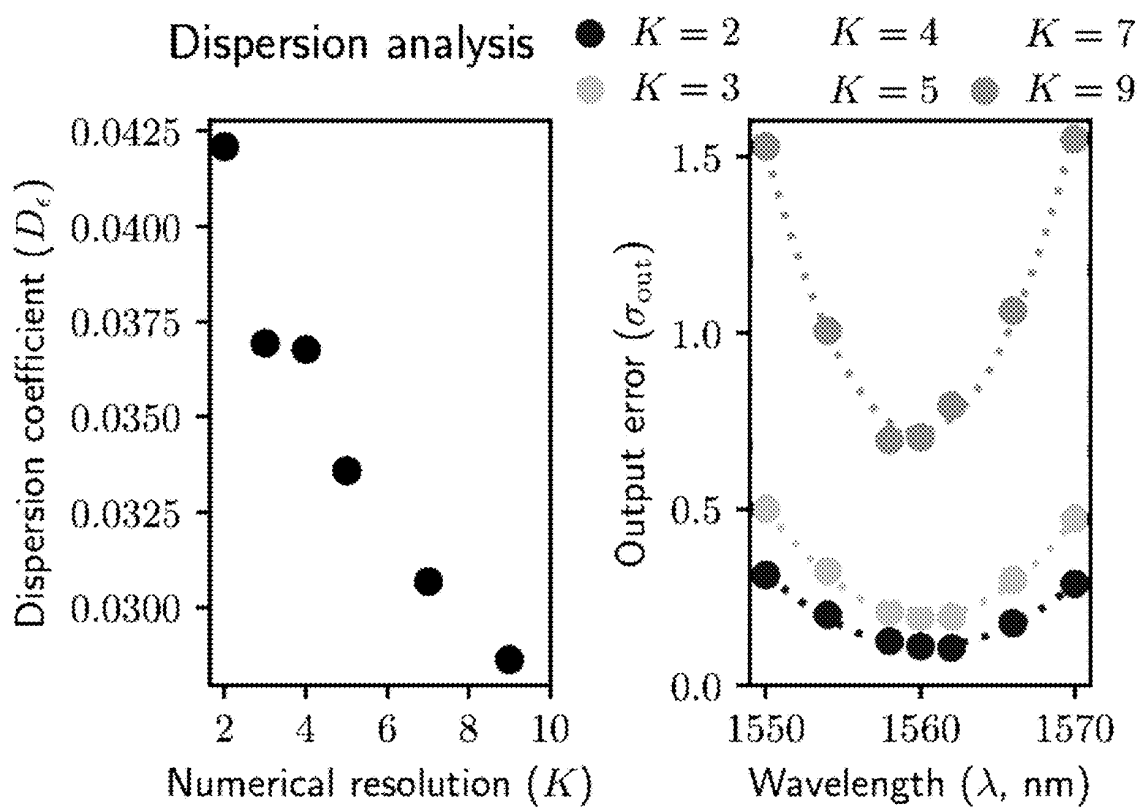 Dispersion analysis
K = 2 K = 4 K = 7
K = 3 K = 5 K = 9
Dispersion coefficient (Dϵ)
0.0425
0.0400
0.0375
0.0350
0.0325
0.0300
2 4 6 8 10
Numerical resolution (K)
Output error (σout)
1.5
1.0
0.5
0.0
1550 1560 1570
Wavelength (λ, nm)